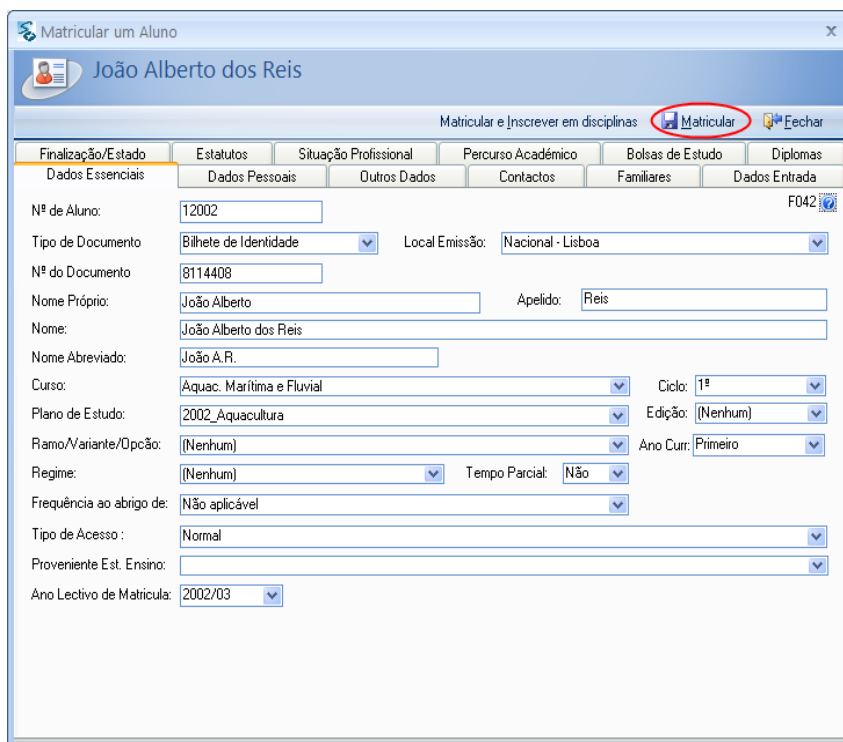 Matricular um Aluno
João Alberto dos Reis
Matricular e Inscrever em disciplinas Matricular Fechar
Finalização/Estado Estatutos Situação Profissional Percurso Académico Bolsas de Estudo Diplomas
Dados Essenciais Dados Pessoais Outros Dados Contactos Familiares Dados Entrada
F042
Nº de Aluno: 12002
Tipo de Documento Bilhete de Identidade Local Emissão: Nacional - Lisboa
Nº do Documento 8114408
Nome Próprio: João Alberto Apelido: Reis
Nome: João Alberto dos Reis
Nome Abreviado: João A.R.
Curso: Aquac. Marítima e Fluvial Ciclo: 1º
Plano de Estudo: 2002_Aquacultura Edição: (Nenhum)
Ramo/Variante/Opcão: (Nenhum) Ano Curr: Primeiro
Regime: (Nenhum) Tempo Parcial: Não
Frequência ao abrigo de: Não aplicável
Tipo de Acesso : Normal
Proveniente Est. Ensino:
Ano Lectivo de Matricula: 2002/03